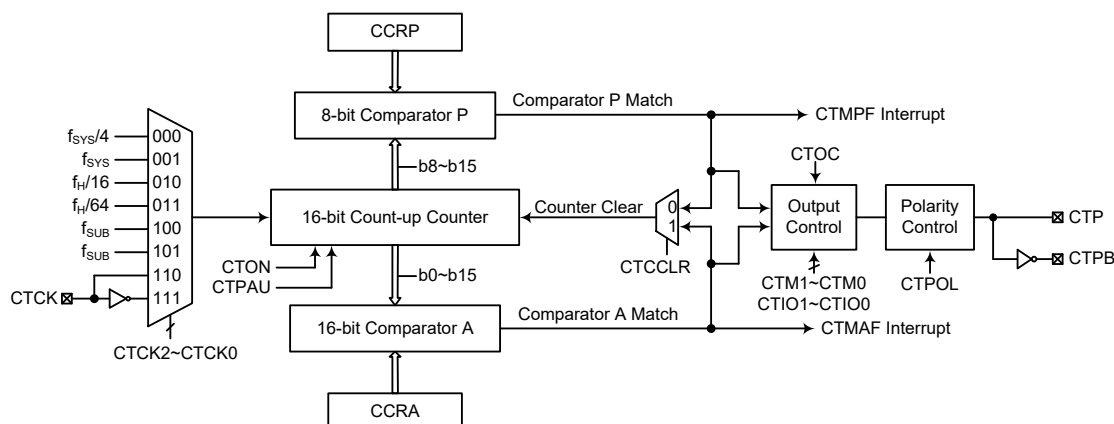 CCRP
8-bit Comparator P
Comparator P Match
CTMPF Interrupt
b8~b15
fSYS/4
fSYS
fH/16
fH/64
fSUB
fSUB
CTCK
000
001
010
011
100
101
110
111
CTCK2~CTCK0
16-bit Count-up Counter
Counter Clear
0
1
CTCCLR
CTON
CTPAU
b0~b15
CTOC
Output
Control
CTM1~CTM0
CTIO1~CTIO0
Polarity
Control
CTPOL
CTP
CTPB
16-bit Comparator A
Comparator A Match
CTMAF Interrupt
CCRA